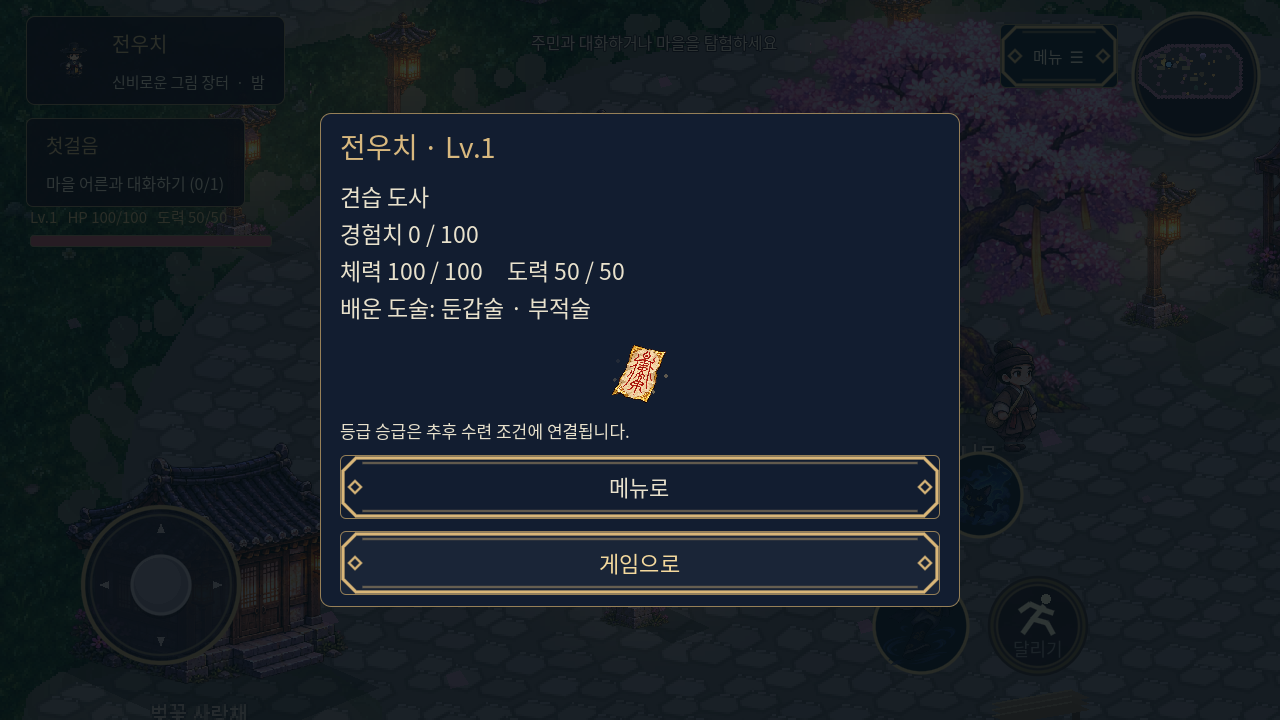 전우치
신비로운 그림 장터 · 밤
주민과 대화하거나 마을을 탐험하세요
메뉴 ☰
첫걸음
마을 어른과 대화하기 (0/1)
Lv.1 HP 100/100 도력 50/50
전우치 · Lv.1
견습 도사
경험치 0 / 100
체력 100 / 100 도력 50 / 50
배운 도술: 둔갑술 · 부적술
등급 승급은 추후 수련 조건에 연결됩니다.
메뉴로
게임으로
달리기
벚꽃 사랑채